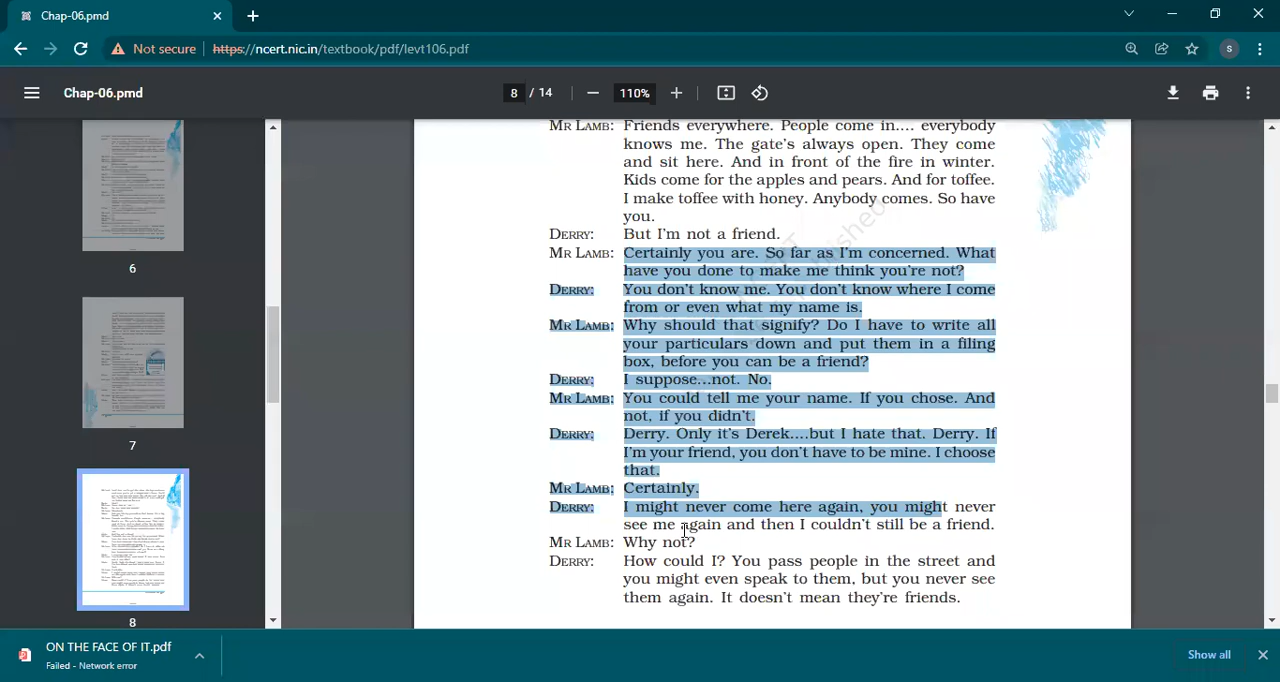 Chap-06.pmd
Not secure
https://ncert.nic.in/textbook/pdf/levt106.pdf
S
Chap-06.pmd
8 / 14
110%
6
7
8
MR LAMB: Friends everywhere. People come in.... everybody
knows me. The gate's always open. They come
and sit here. And in front of the fire in winter.
Kids come for the apples and pears. And for toffee.
I make toffee with honey. Anybody comes. So have
you.
DERRY: But I'm not a friend.
MR LAMB: Certainly you are. So far as I'm concerned. What
have you done to make me think you're not?
DERRY: You don't know me. You don't know where I come
from or even what my name is.
MR LAMB: Why should that signify? Do I have to write all
your particulars down and put them in a filing
box, before you can be a friend?
DERRY: I suppose...not. No.
MR LAMB: You could tell me your name. If you chose. And
not, if you didn't.
DERRY: Derry. Only it's Derek....but I hate that. Derry. If
I'm your friend, you don't have to be mine. I choose
that.
MR LAMB: Certainly.
DERRY: I might never come here again, you might never
see me again and then I couldn't still be a friend.
MR LAMB: Why not?
DERRY: How could I? You pass people in the street and
you might even speak to them, but you never see
them again. It doesn't mean they're friends.
ON THE FACE OF IT.pdf
Failed - Network error
Show all